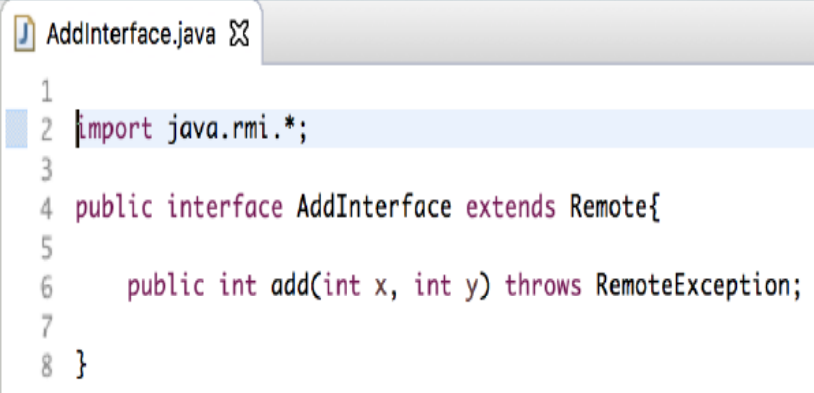 AddInterface.java
1
2 import java.rmi.*;
3
4 public interface AddInterface extends Remote{
5
6 public int add(int x, int y) throws RemoteException;
7
8 }